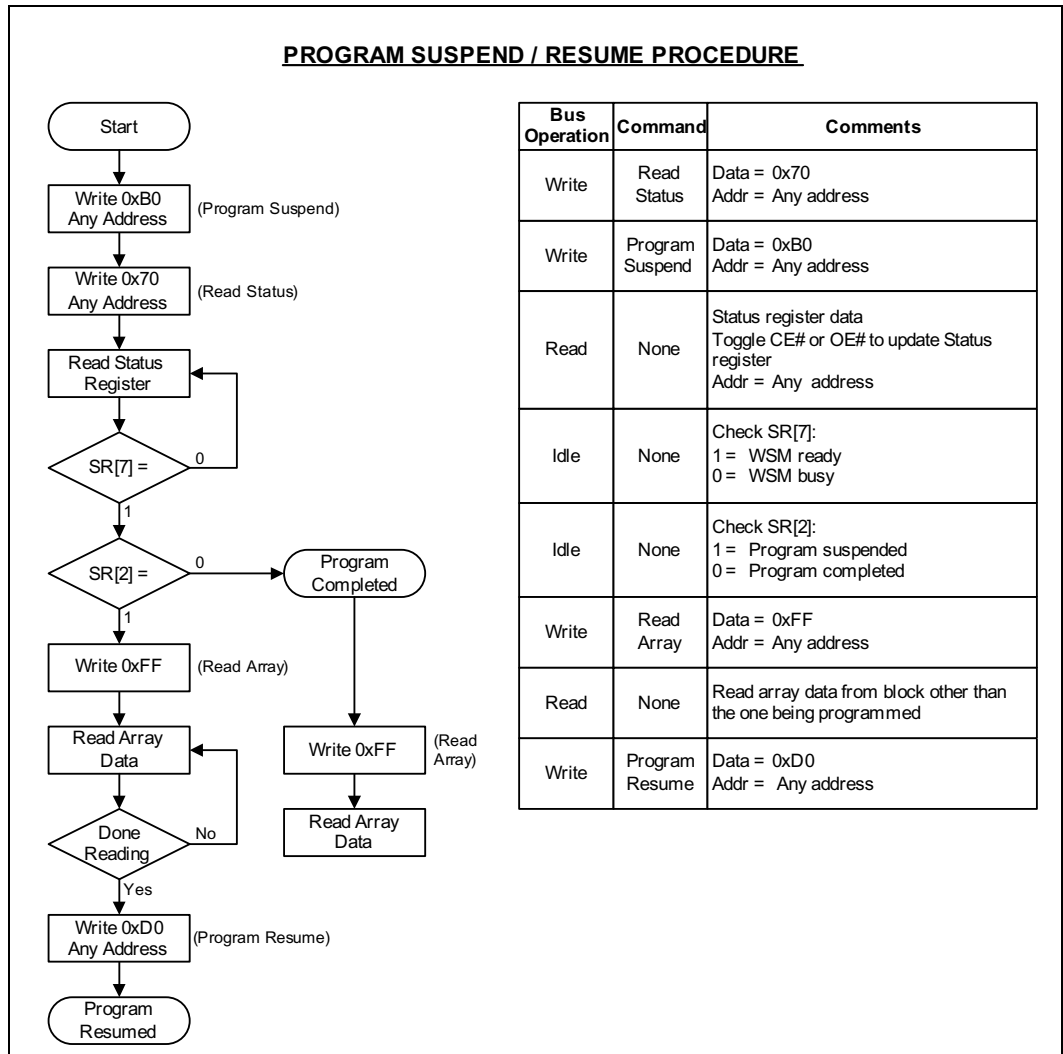 PROGRAM SUSPEND / RESUME PROCEDURE
Start
Write 0xB0
Any Address
(Program Suspend)
Write 0x70
Any Address
(Read Status)
Read Status
Register
SR[7] =
0
1
SR[2] =
0
Program
Completed
1
Write 0xFF
(Read Array)
Read Array
Data
Write 0xFF
(Read
Array)
Done
Reading
No
Read Array
Data
Yes
Write 0xD0
Any Address
(Program Resume)
Program
Resumed
Bus
Operation
Command
Comments
Write
Read
Status
Data = 0x70
Addr = Any address
Write
Program
Suspend
Data = 0xB0
Addr = Any address
Read
None
Status register data
Toggle CE# or OE# to update Status
register
Addr = Any address
Idle
None
Check SR[7]:
1 = WSM ready
0 = WSM busy
Idle
None
Check SR[2]:
1 = Program suspended
0 = Program completed
Write
Read
Array
Data = 0xFF
Addr = Any address
Read
None
Read array data from block other than
the one being programmed
Write
Program
Resume
Data = 0xD0
Addr = Any address